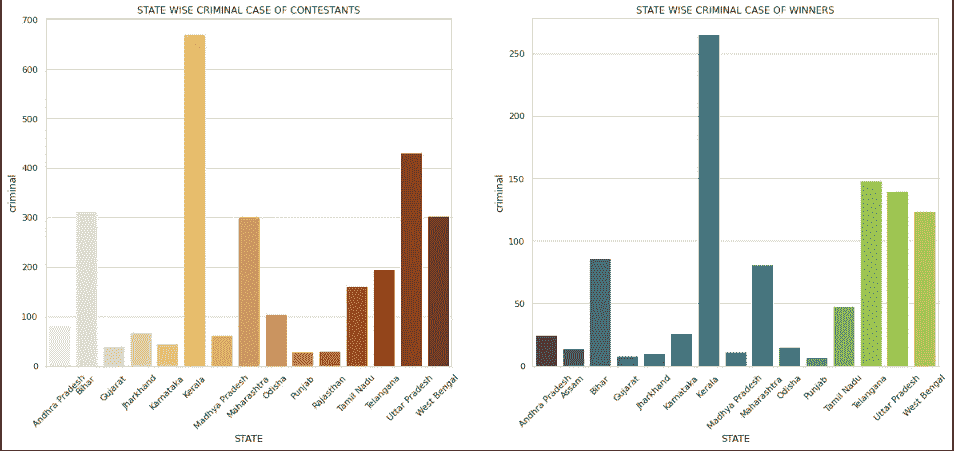 STATE WISE CRIMINAL CASE OF CONTESTANTS
700
600
500
400
300
200
100
0
criminal
Andhra Pradesh
Bihar
Gujarat
Jharkhand
Karnataka
Kerala
Madhya Pradesh
Maharashtra
Odisha
Punjab
Rajasthan
Tamil Nadu
Telangana
Uttar Pradesh
West Bengal
STATE
STATE WISE CRIMINAL CASE OF WINNERS
250
200
150
100
50
0
criminal
Andhra Pradesh
Assam
Bihar
Gujarat
Jharkhand
Karnataka
Kerala
Madhya Pradesh
Maharashtra
Odisha
Punjab
Tamil Nadu
Telangana
Uttar Pradesh
West Bengal
STATE